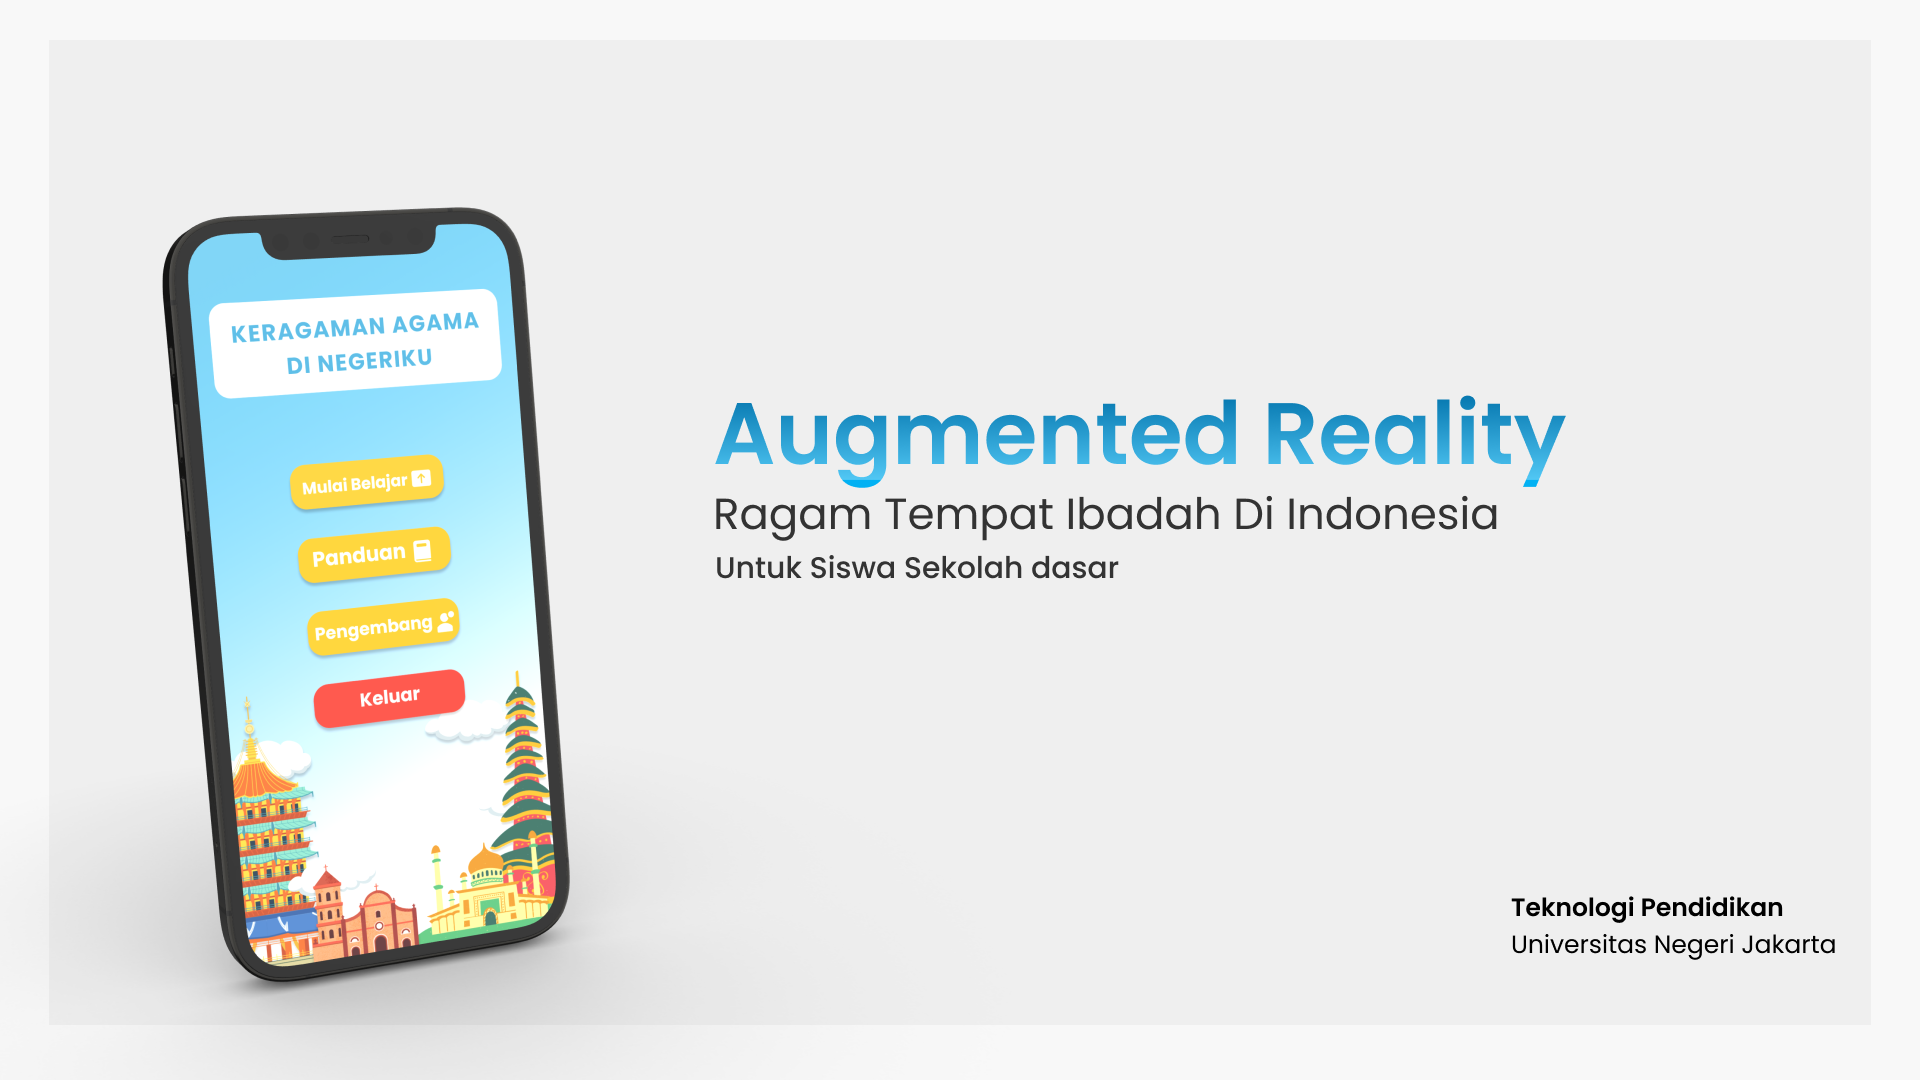 KERAGAMAN AGAMA
DI NEGERIKU
Mulai Belajar
Panduan
Pengembang
Keluar
Augmented Reality
Ragam Tempat Ibadah Di Indonesia
Untuk Siswa Sekolah dasar
Teknologi Pendidikan
Universitas Negeri Jakarta